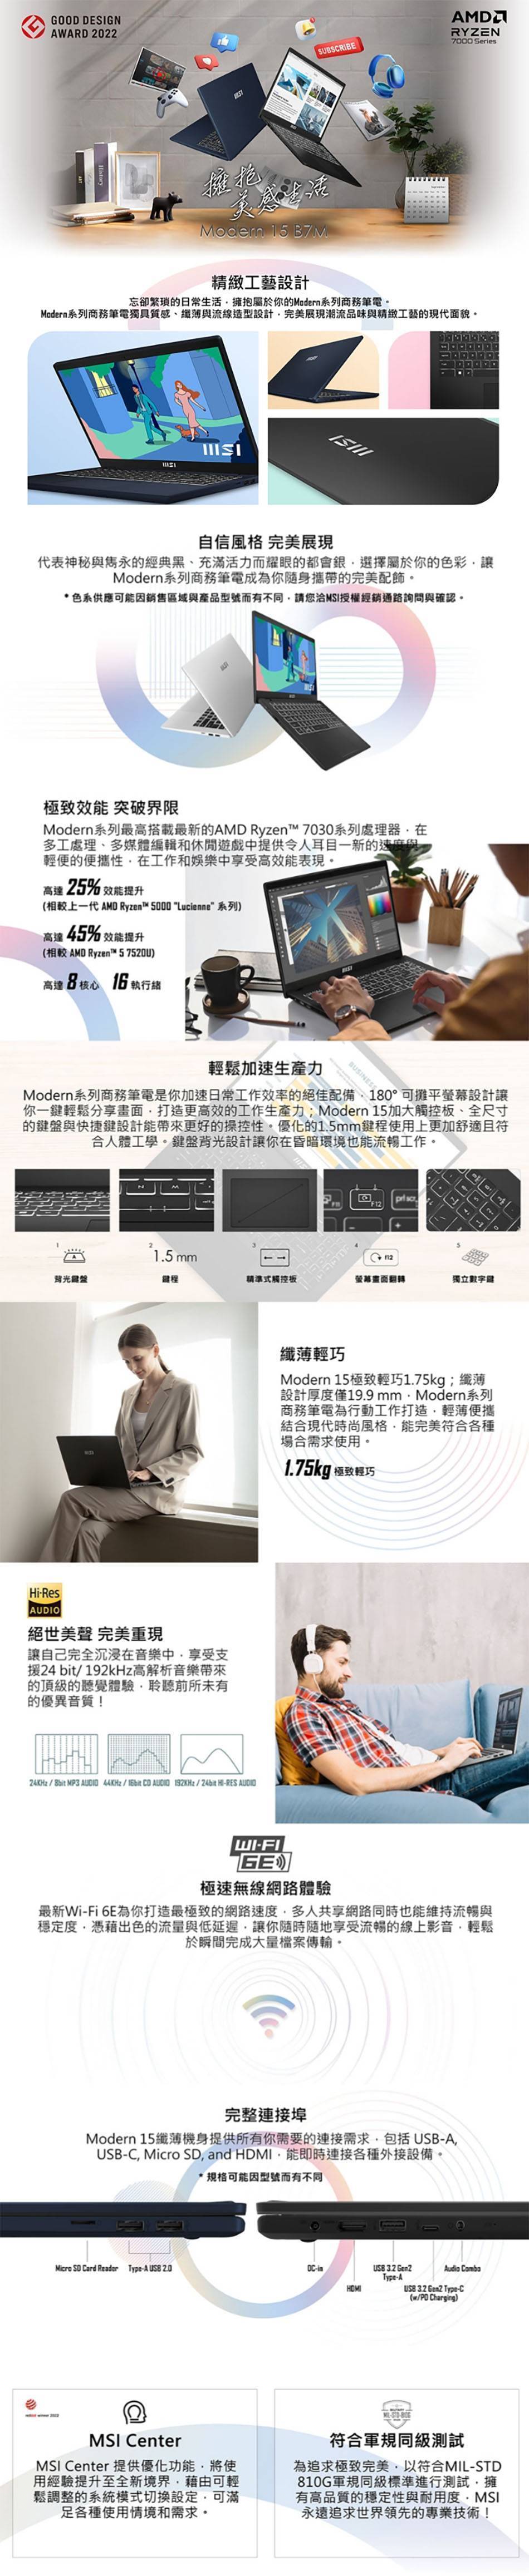 GOOD DESIGN
AWARD 2022
AMD
RYZEN
7000 Series
SUBSCRIBE
擁抱
美感生活
Modern 15 B7M
精緻工藝設計
忘卻繁瑣的日常生活，擁抱屬於你的Modern系列商務筆電。
Modern系列商務筆電獨具質感、纖薄與流線造型設計，完美展現潮流品味與精緻工藝的現代面貌。
msi
自信風格 完美展現
代表神秘與雋永的經典黑、充滿活力而耀眼的都會銀，選擇屬於你的色彩，讓
Modern系列商務筆電成為你隨身攜帶的完美配飾。
*色系供應可能因銷售區域與產品型號而有不同，請您洽MSI授權經銷通路詢問與確認。
極致效能 突破界限
Modern系列最高搭載最新的AMD Ryzen™ 7030系列處理器，在
多工處理、多媒體編輯和休閒遊戲中提供令人耳目一新的速度與
輕便的便攜性，在工作和娛樂中享受高效能表現。
高達 25% 效能提升
(相較上一代 AMD Ryzen™ 5000 "Lucienne" 系列)
高達 45% 效能提升
(相較 AMD Ryzen™ 5 7520U)
高達 8 核心 16 執行緒
輕鬆加速生產力
Modern系列商務筆電是你加速日常工作效率的絕佳配備，180° 可攤平螢幕設計讓
你一鍵輕鬆分享畫面，打造更高效的工作生產力；Modern 15加大觸控板、全尺寸
的鍵盤與快捷鍵設計能帶來更好的操控性。優化的1.5mm鍵程使用上更加舒適且符
合人體工學。鍵盤背光設計讓你在昏暗環境也能流暢工作。
F12
prt scr
1
背光鍵盤
2
1.5 mm
鍵程
3
精準式觸控板
4
F12
螢幕畫面翻轉
5
獨立數字鍵
纖薄輕巧
Modern 15極致輕巧1.75kg；纖薄
設計厚度僅19.9 mm，Modern系列
商務筆電為行動工作打造，輕薄便攜
結合現代時尚風格，能完美符合各種
場合需求使用。
1.75kg 極致輕巧
Hi-Res
AUDIO
絕世美聲 完美重現
讓自己完全沉浸在音樂中，享受支
援24 bit/ 192kHz高解析音樂帶來
的頂級的聽覺體驗，聆聽前所未有
的優異音質！
24KHz / 8bit MP3 AUDIO 44KHz / 16bit CD AUDIO 192KHz / 24bit HI-RES AUDIO
WI-FI
6E
極速無線網路體驗
最新Wi-Fi 6E為你打造最極致的網路速度，多人共享網路同時也能維持流暢與
穩定度，憑藉出色的流量與低延遲，讓你隨時隨地享受流暢的線上影音，輕鬆
於瞬間完成大量檔案傳輸。
完整連接埠
Modern 15纖薄機身提供所有你需要的連接需求，包括 USB-A,
USB-C, Micro SD, and HDMI，能即時連接各種外接設備。
*規格可能因型號而有不同
Micro SD Card Reader
Type-A USB 2.0
DC-in
HDMI
USB 3.2 Gen2
Type-A
USB 3.2 Gen2 Type-C
(w/PD Charging)
Audio Combo
MSI Center
MSI Center 提供優化功能，將使
用經驗提升至全新境界，藉由可輕
鬆調整的系統模式切換設定，可滿
足各種使用情境和需求。
MIL-STD-810G
符合軍規同級測試
為追求極致完美，以符合MIL-STD
810G軍規同級標準進行測試，擁
有高品質的穩定性與耐用度，MSI
永遠追求世界領先的專業技術！